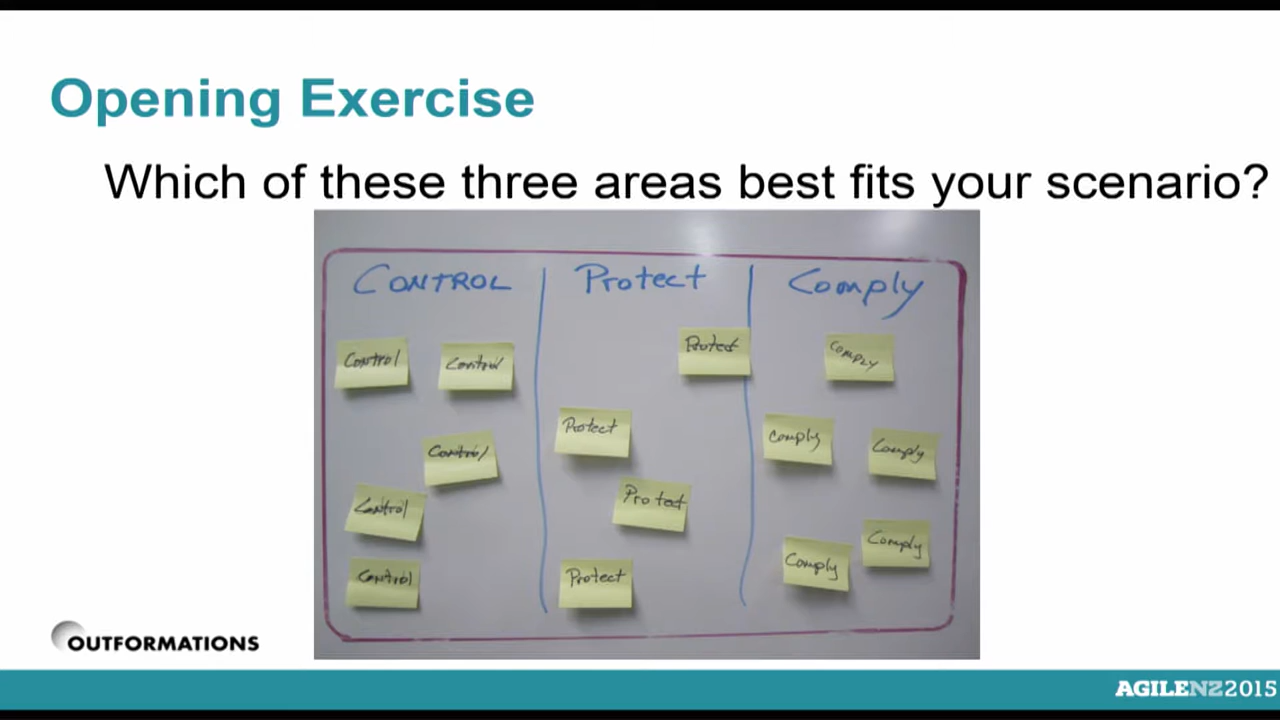 Opening Exercise
Which of these three areas best fits your scenario?
CONTROL Protect Comply
Control Control Protect Comply
Control Protect Comply Comply
Control Protect Comply
Control Protect Comply
OUTFORMATIONS
AGILENZ2015